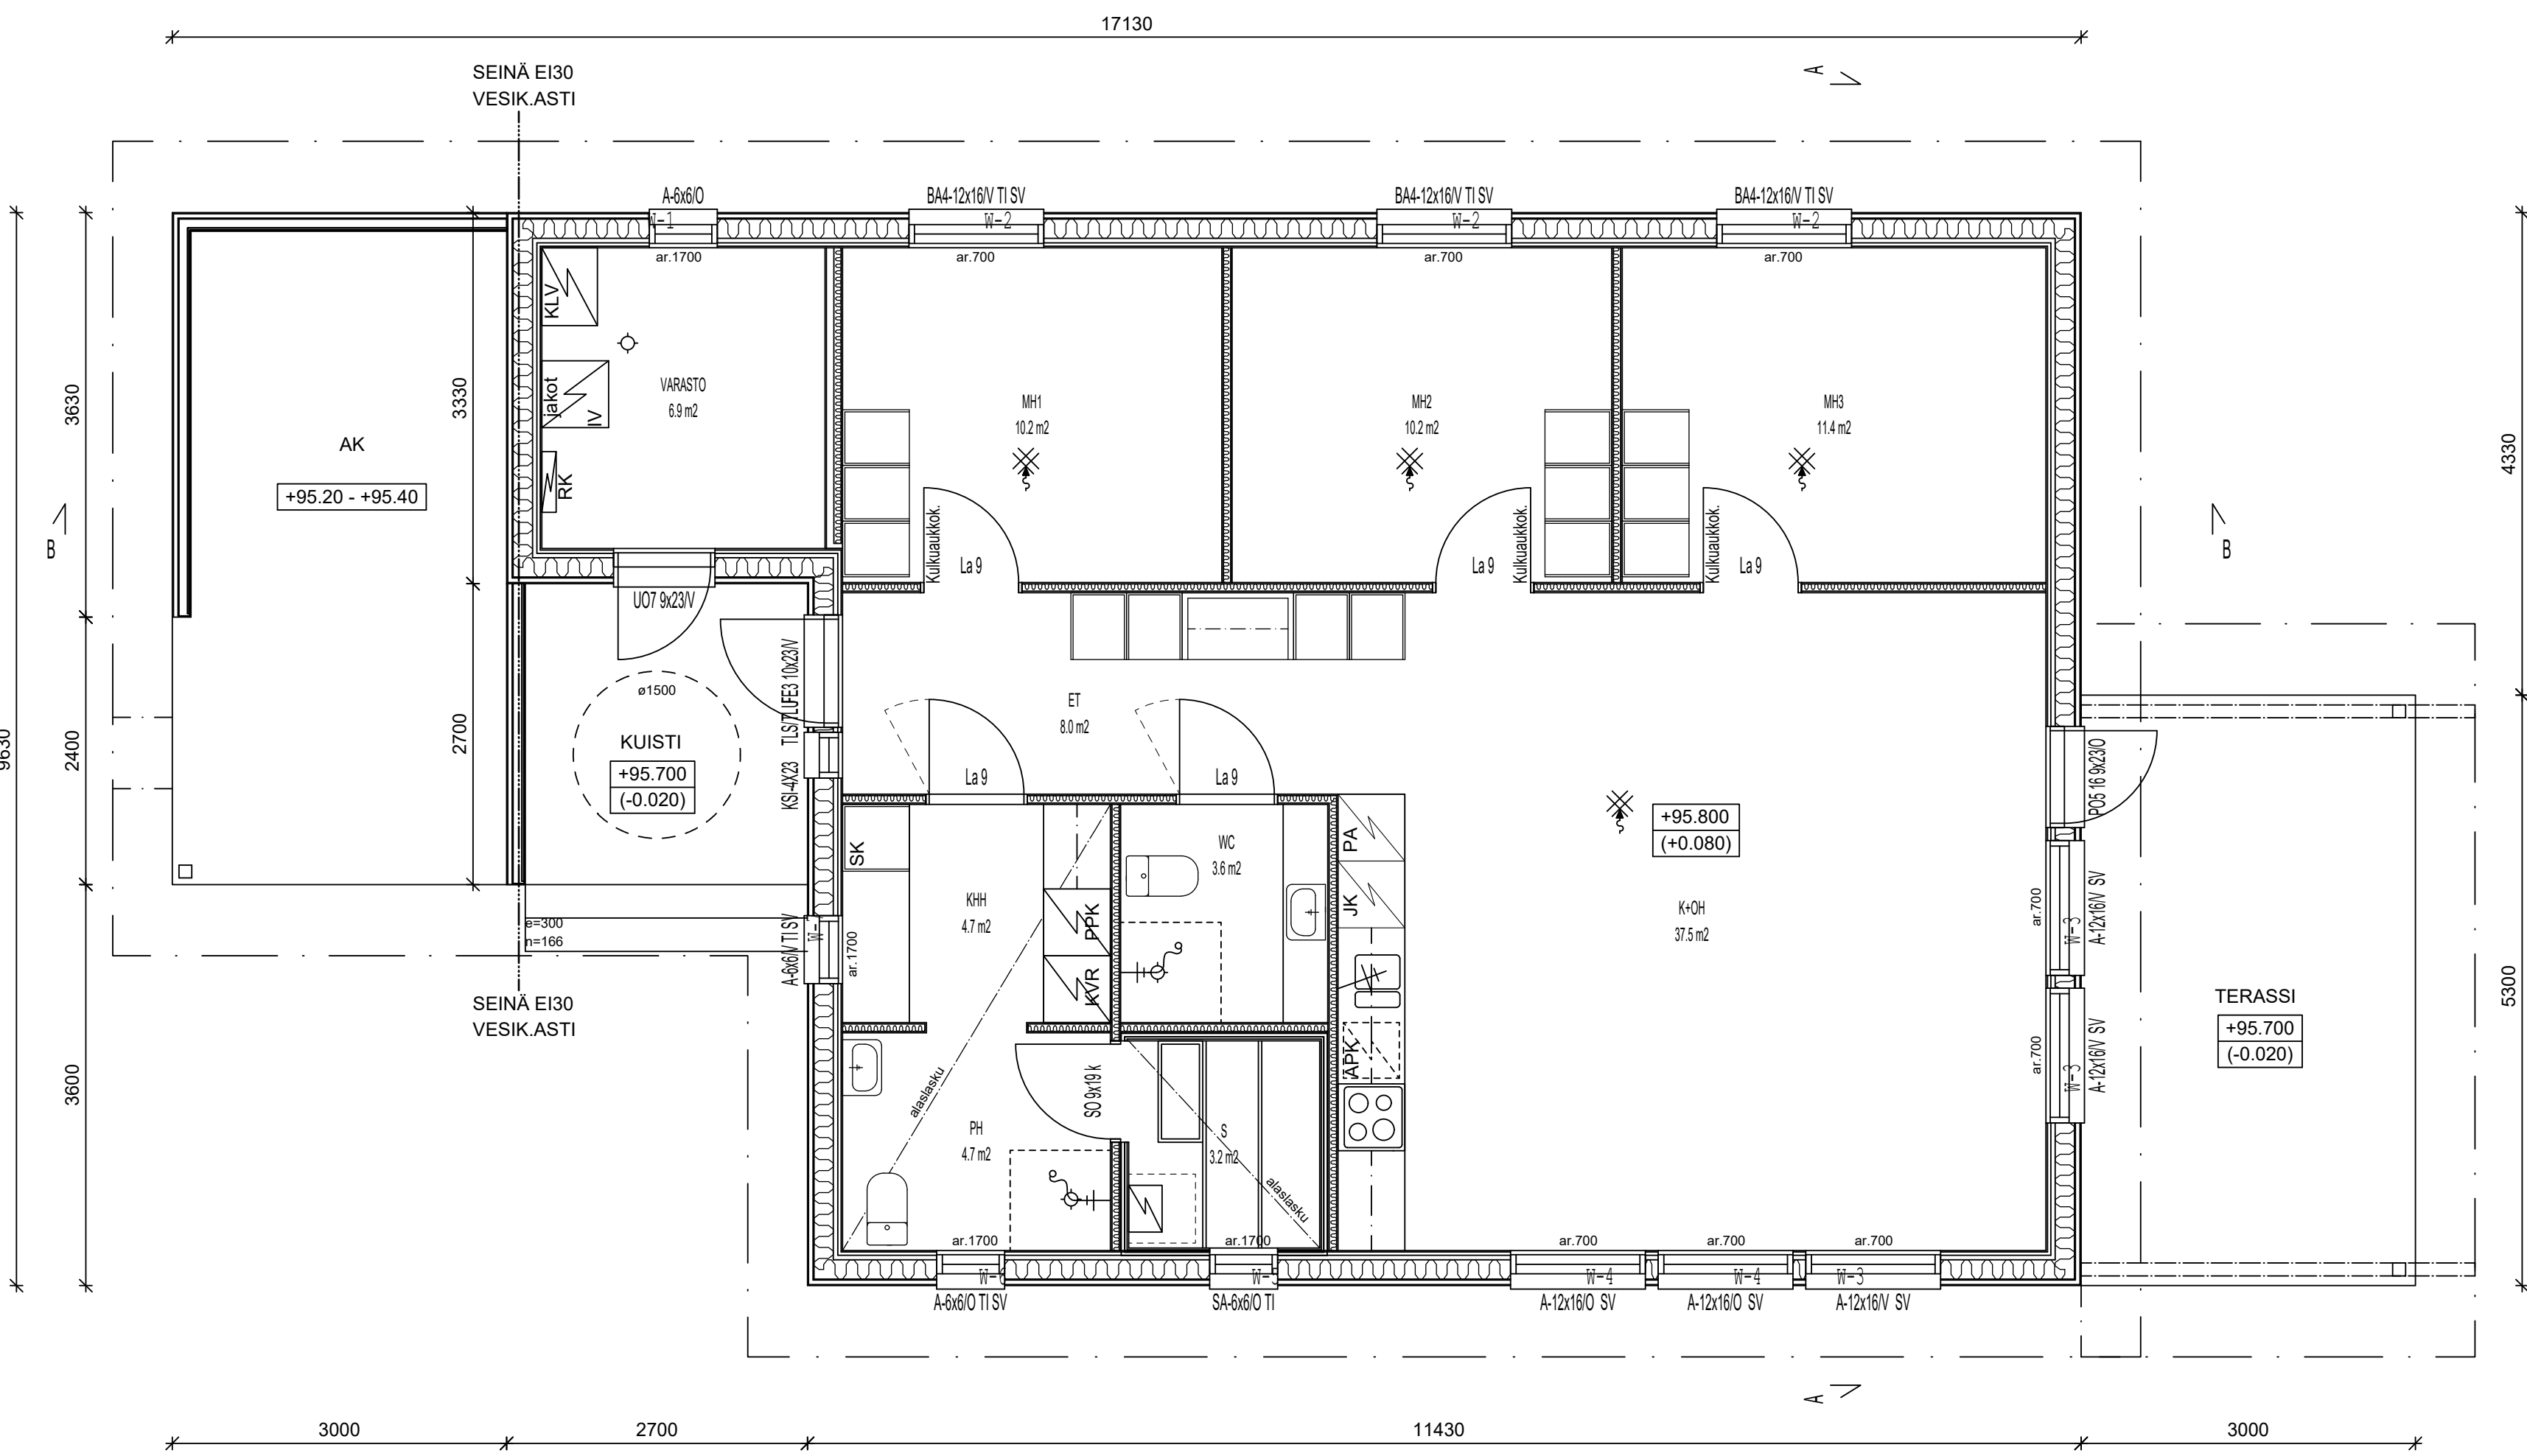 17130
SEINÄ EI30
VESIK.ASTI
A
A-6x6/O
BA4-12x16/V TI SV
BA4-12x16/V TI SV
BA4-12x16/V TI SV
W-1
W-2
W-2
W-2
ar.1700
ar.700
ar.700
ar.700
KLV
jakot
IV
RK
VARASTO
6.9 m2
MH1
10.2 m2
MH2
10.2 m2
MH3
11.4 m2
AK
+95.20 - +95.40
3630
3330
4330
B
B
Kulkuaukkok.
La 9
La 9
Kulkuaukkok.
Kulkuaukkok.
La 9
UO7 9x23/V
TLS/TLUFE3 10x23/V
KSI-4X23
ø1500
KUISTI
+95.700
(-0.020)
2700
2400
9630
ET
8.0 m2
La 9
La 9
PO5 16 9x23/O
+95.800
(+0.080)
K+OH
37.5 m2
SK
KHH
4.7 m2
PPK
KVR
WC
3.6 m2
PA
JK
APK
e=300
n=166
A-6x6/V TI SV
W-
ar.1700
ar.700
W-3
A-12x16/V SV
ar.700
W-3
A-12x16/V SV
SEINÄ EI30
VESIK.ASTI
TERASSI
+95.700
(-0.020)
5300
3600
alaslasku
SO 9x19 k
PH
4.7 m2
S
3.2 m2
alaslasku
ar.1700
ar.1700
ar.700
ar.700
ar.700
W-4
W-4
W-3
A-6x6/O TI SV
SA-6x6/O TI
A-12x16/O SV
A-12x16/O SV
A-12x16/V SV
A
3000
2700
11430
3000